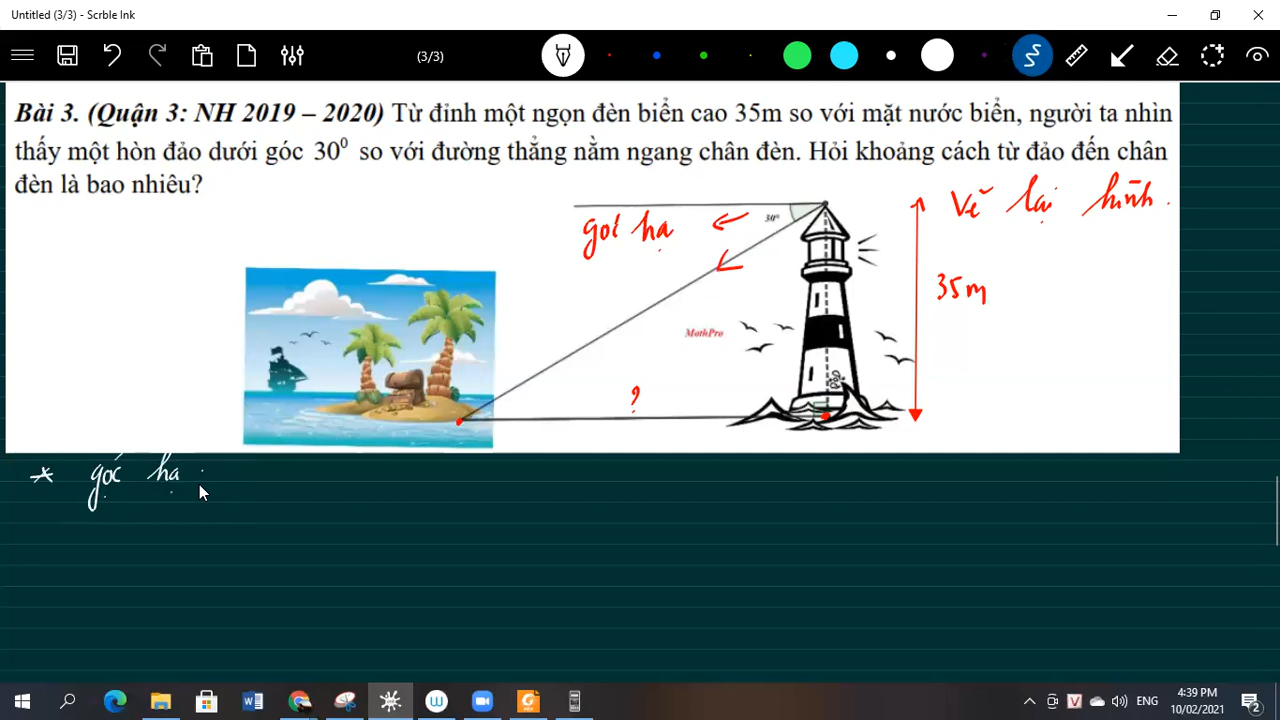 Untitled (3/3) - Scrble Ink
(3/3)
Bài 3. (Quận 3: NH 2019 – 2020) Từ đỉnh một ngọn đèn biển cao 35m so với mặt nước biển, người ta nhìn
thấy một hòn đảo dưới góc 30⁰ so với đường thẳng nằm ngang chân đèn. Hỏi khoảng cách từ đảo đến chân
đèn là bao nhiêu?
Vẽ lại hình.
30°
góc hạ
35m
MathPro
?
* góc hạ :
ENG
4:39 PM
10/02/2021
2